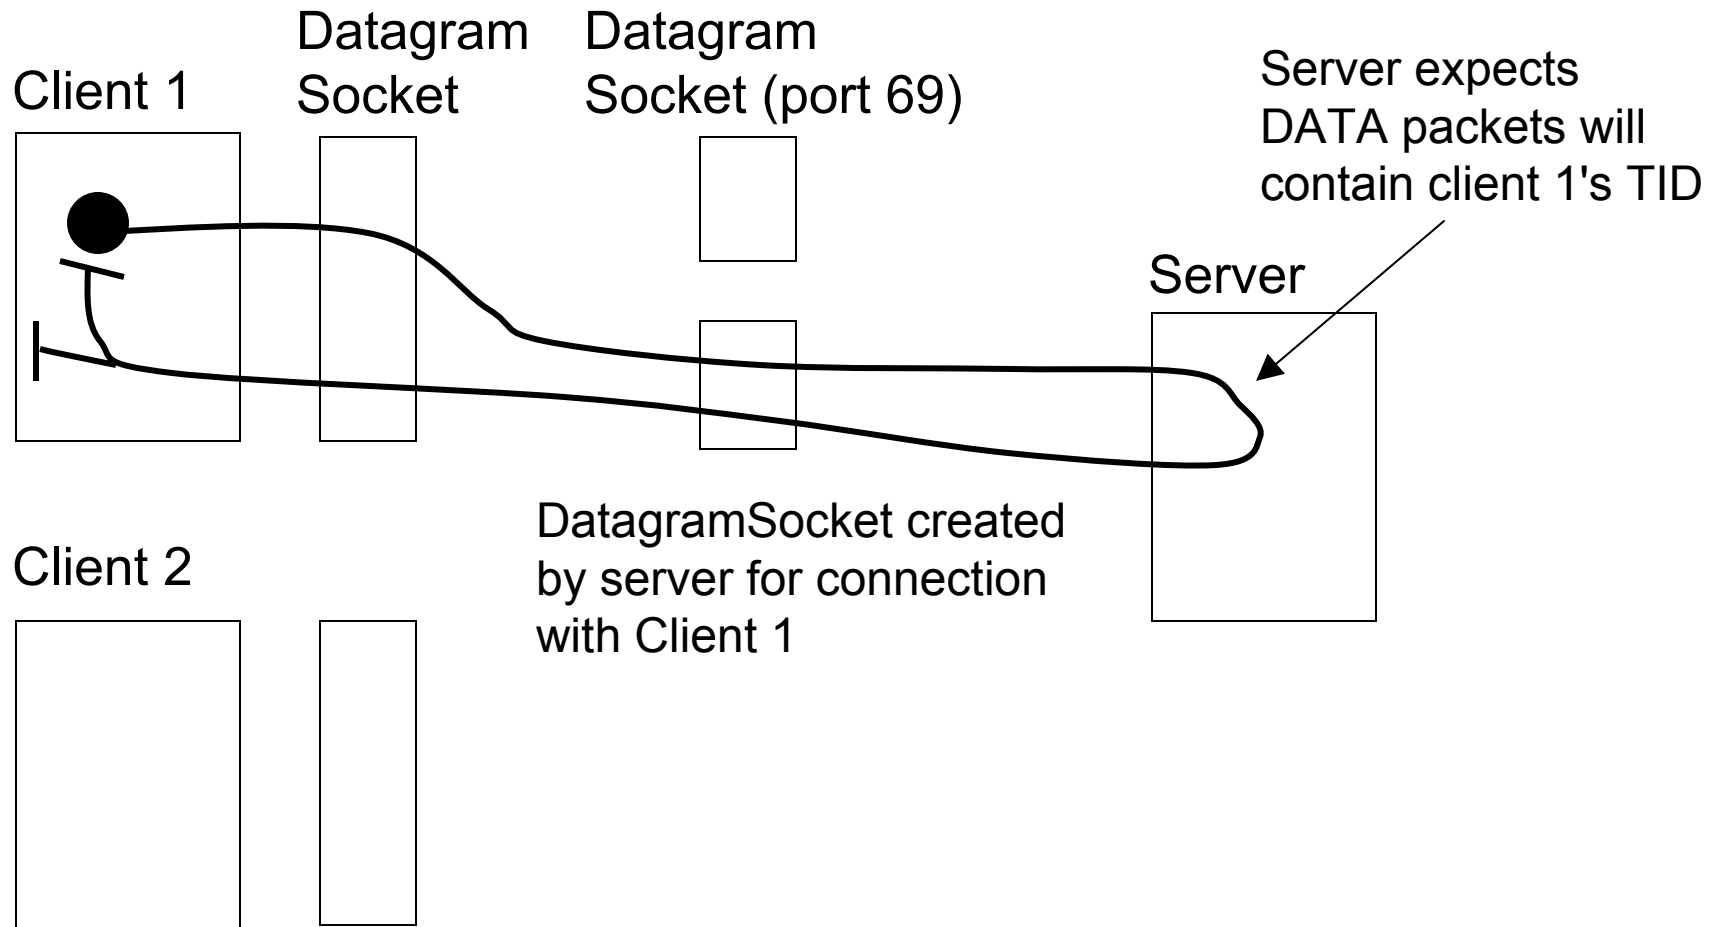 Client 1
Datagram
Socket
Datagram
Socket (port 69)
Server expects
DATA packets will
contain client 1's TID
Server
DatagramSocket created
by server for connection
with Client 1
Client 2